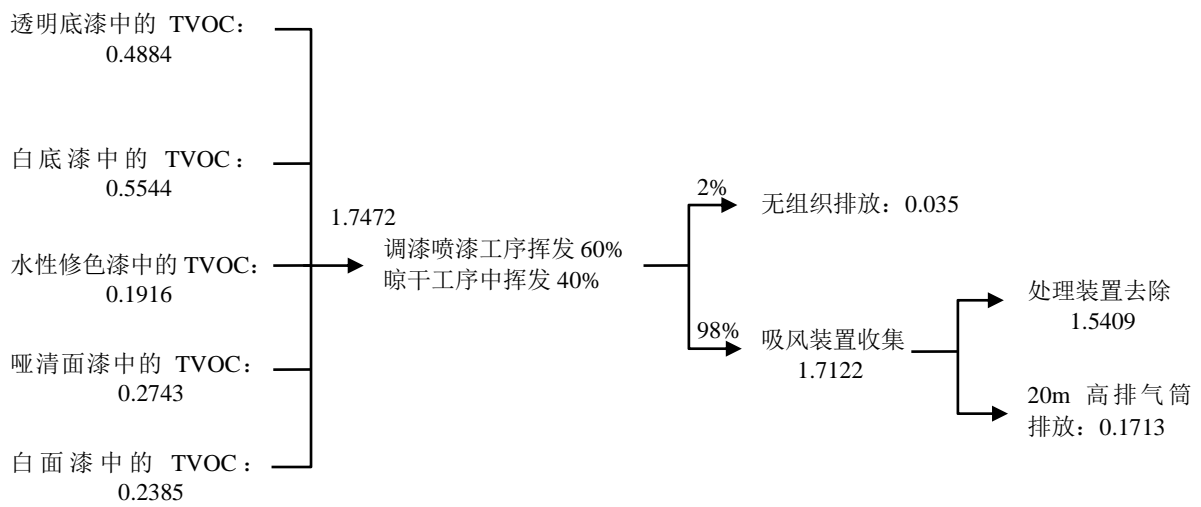 透明底漆中的 TVOC：
0.4884
白底漆中的 TVOC：
0.5544
水性修色漆中的 TVOC：
0.1916
哑清面漆中的 TVOC：
0.2743
白面漆中的 TVOC：
0.2385
1.7472
调漆喷漆工序挥发 60%
晾干工序中挥发 40%
2%
无组织排放：0.035
98%
吸风装置收集
1.7122
处理装置去除
1.5409
20m 高排气筒
排放：0.1713